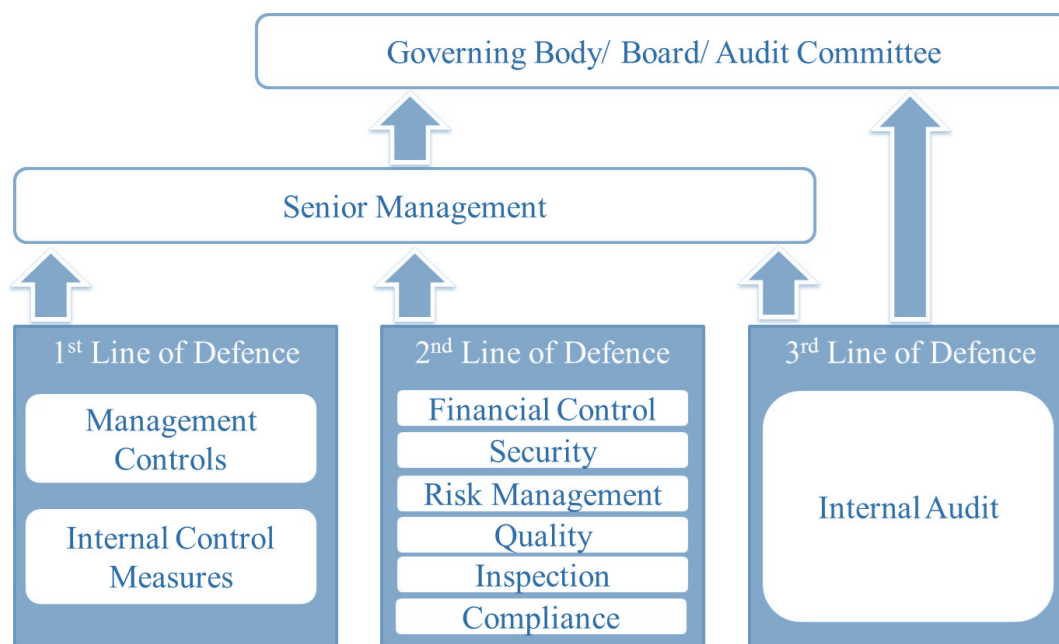 Governing Body/ Board/ Audit Committee
Senior Management
1st Line of Defence
Management
Controls
Internal Control
Measures
2nd Line of Defence
Financial Control
Security
Risk Management
Quality
Inspection
Compliance
3rd Line of Defence
Internal Audit